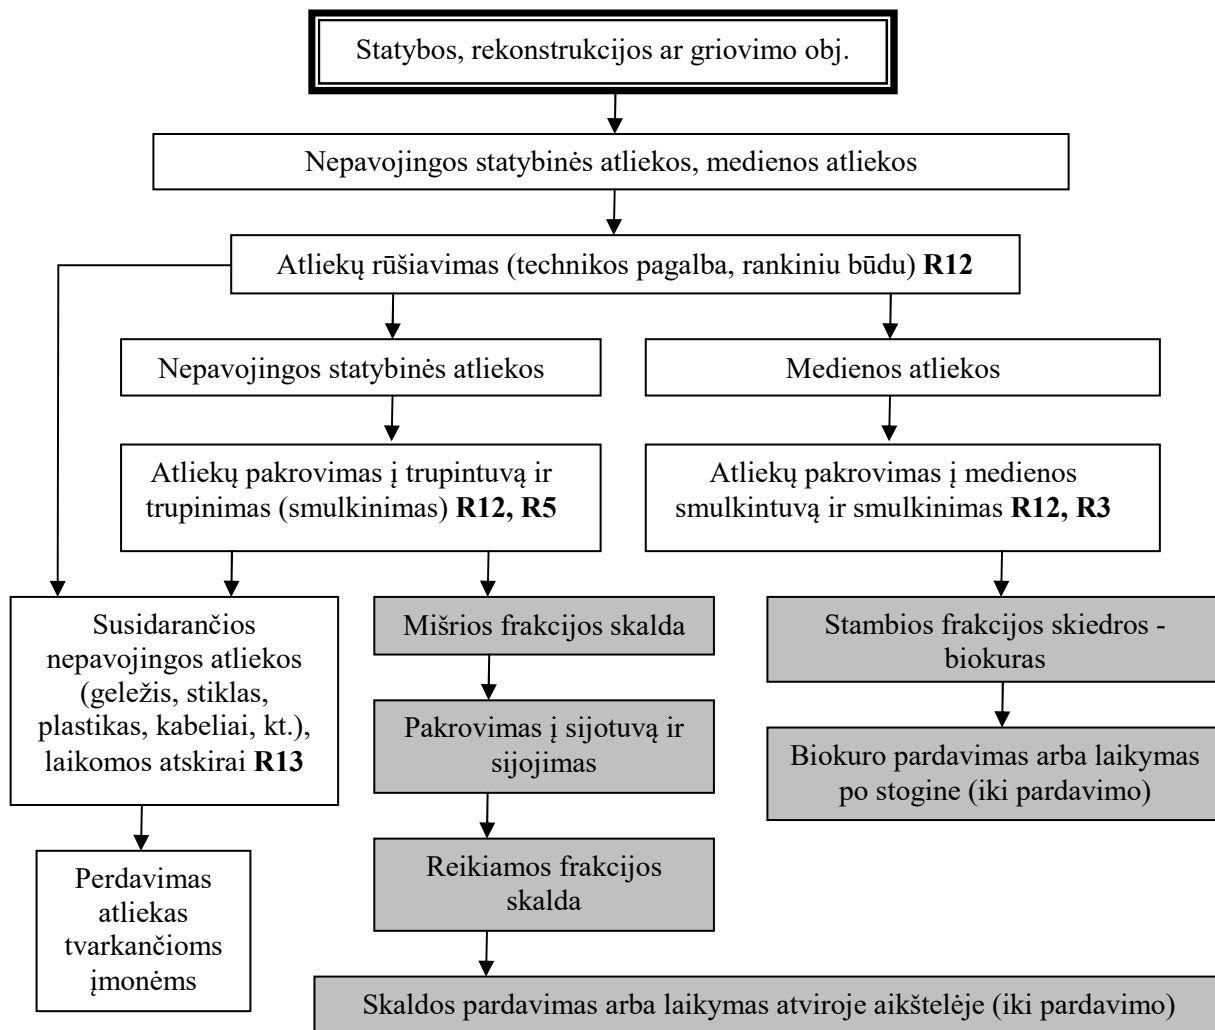 Statybos, rekonstrukcijos ar griovimo obj.
Nepavojingos statybinės atliekos, medienos atliekos
Atliekų rūšiavimas (technikos pagalba, rankiniu būdu) R12
Nepavojingos statybinės atliekos
Medienos atliekos
Atliekų pakrovimas į trupintuvą ir
trupinimas (smulkinimas) R12, R5
Atliekų pakrovimas į medienos
smulkintuvą ir smulkinimas R12, R3
Susidarančios
nepavojingos atliekos
(geležis, stiklas,
plastikas, kabeliai, kt.),
laikomos atskirai R13
Mišrios frakcijos skalda
Stambios frakcijos skiedros -
biokuras
Pakrovimas į sijotuvą ir
sijojimas
Biokuro pardavimas arba laikymas
po stogine (iki pardavimo)
Reikiamos frakcijos
skalda
Perdavimas
atliekas
tvarkančioms
įmonėms
Skaldos pardavimas arba laikymas atviroje aikštelėje (iki pardavimo)